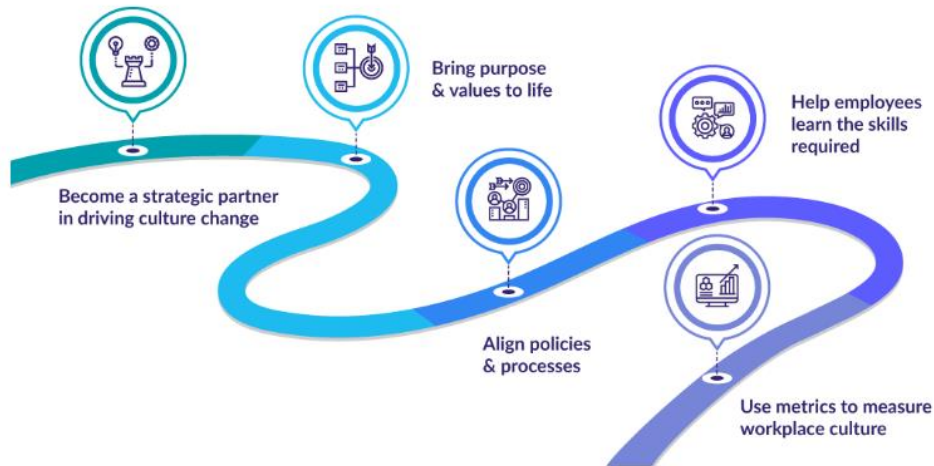 Become a strategic partner
in driving culture change
Bring purpose
& values to life
Align policies
& processes
Help employees
learn the skills
required
Use metrics to measure
workplace culture